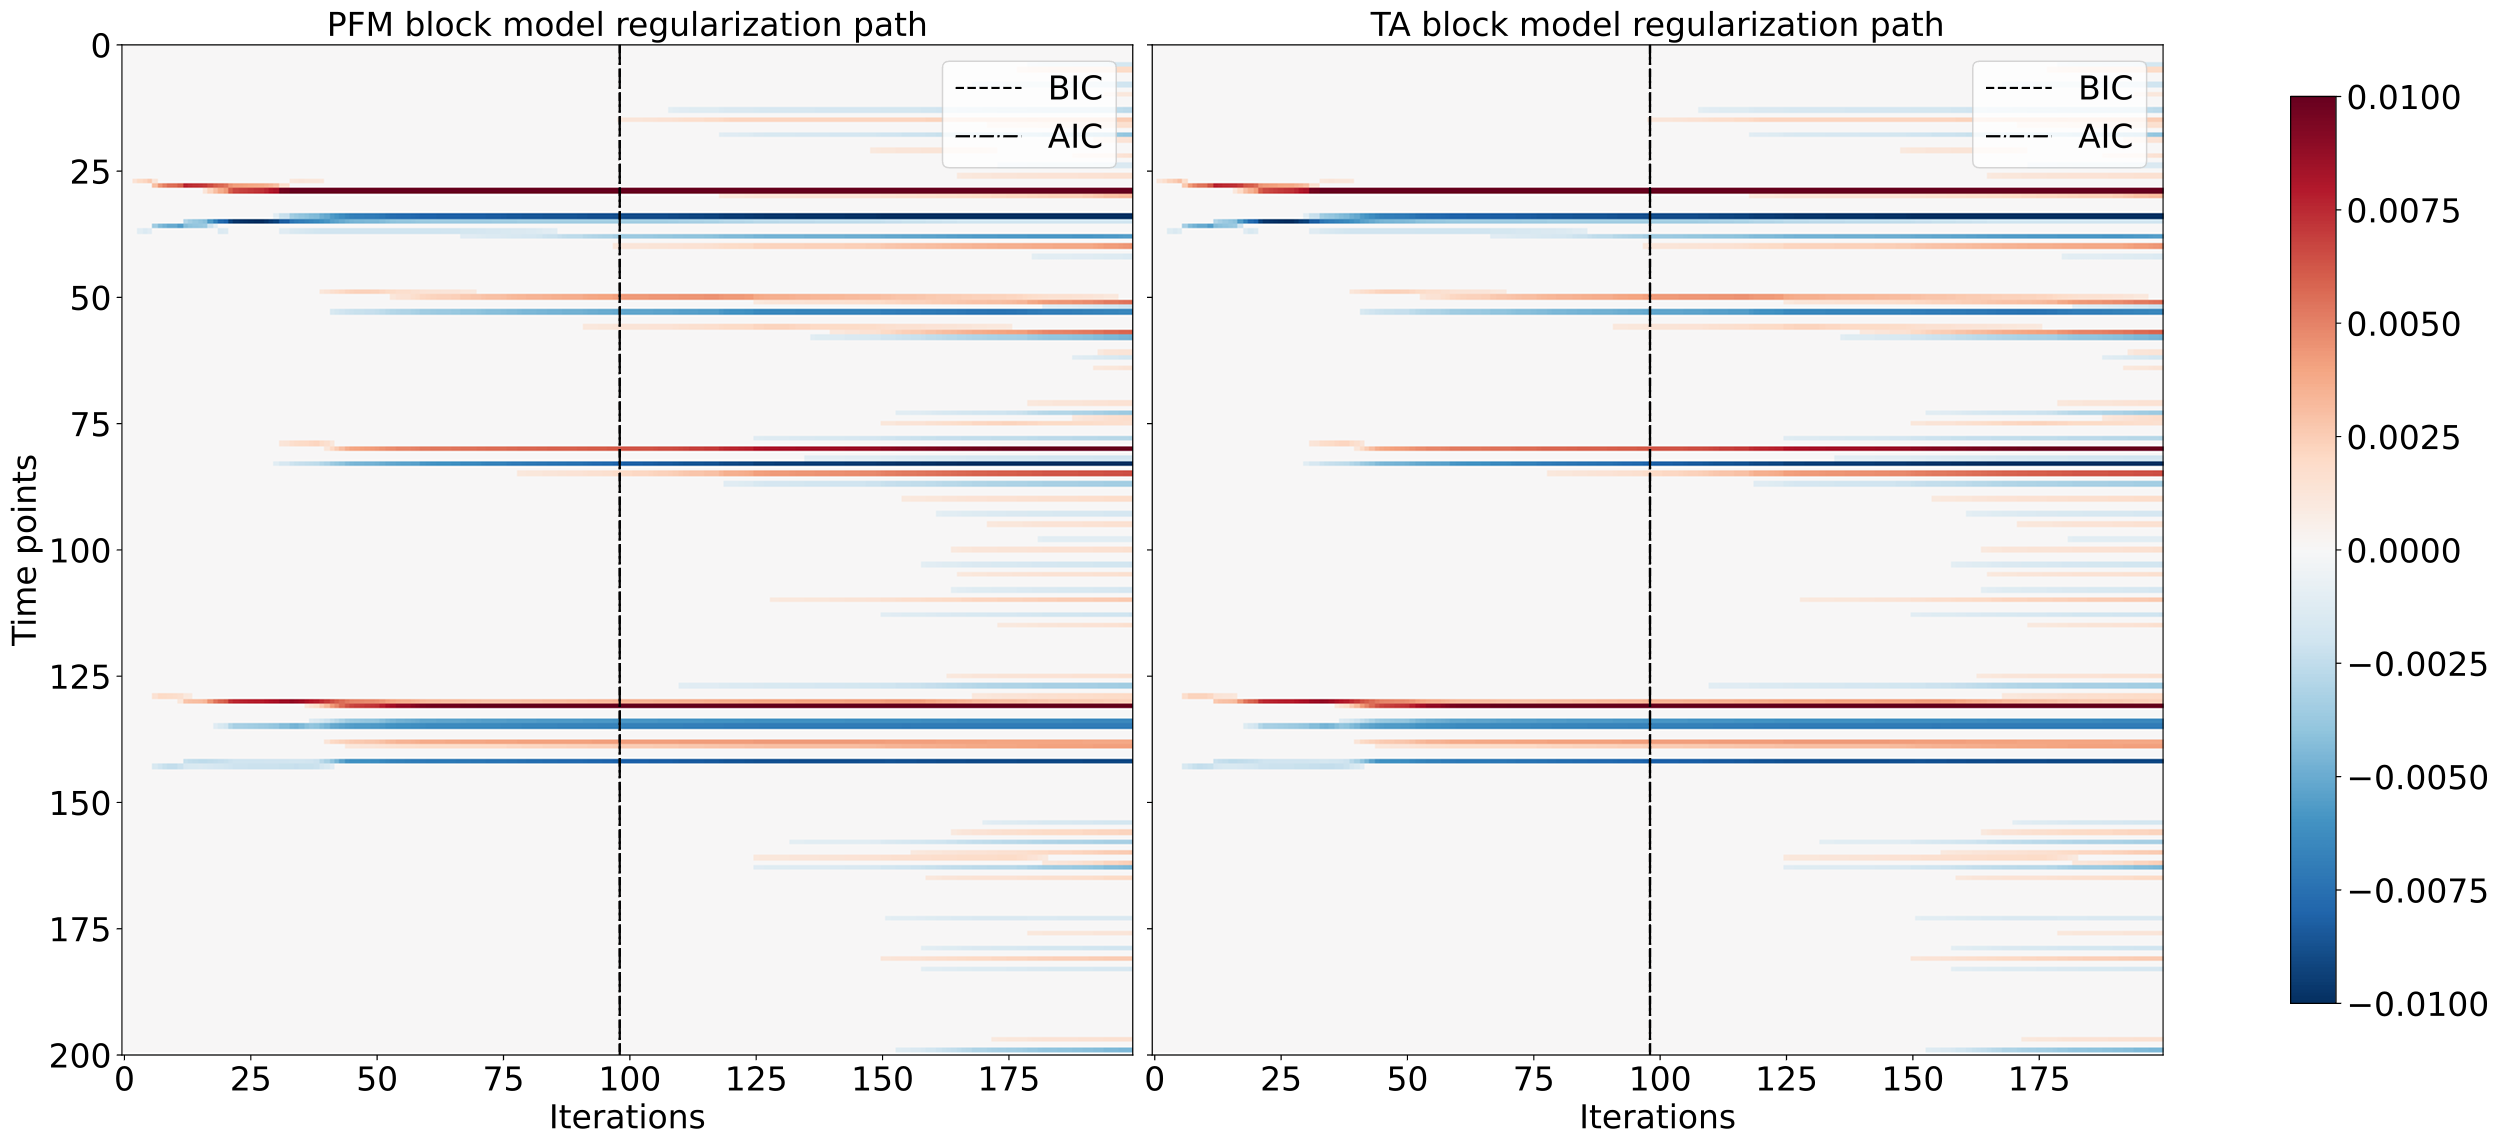 PFM block model regularization path
TA block model regularization path
BIC
AIC
BIC
AIC
0
25
50
75
100
125
150
175
200
Time points
0 25 50 75 100 125 150 175
Iterations
0 25 50 75 100 125 150 175
Iterations
0.0100
0.0075
0.0050
0.0025
0.0000
−0.0025
−0.0050
−0.0075
−0.0100